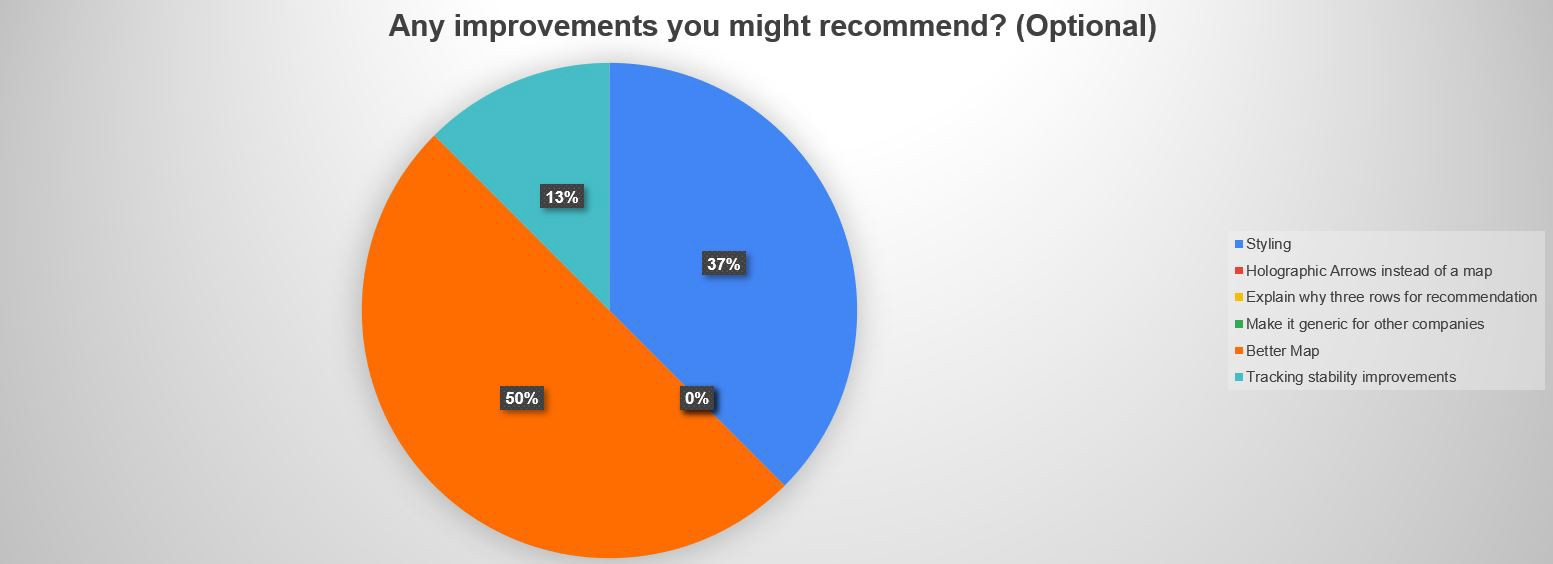 Any improvements you might recommend? (Optional)
13%
37%
50%
0%
Styling
Holographic Arrows instead of a map
Explain why three rows for recommendation
Make it generic for other companies
Better Map
Tracking stability improvements